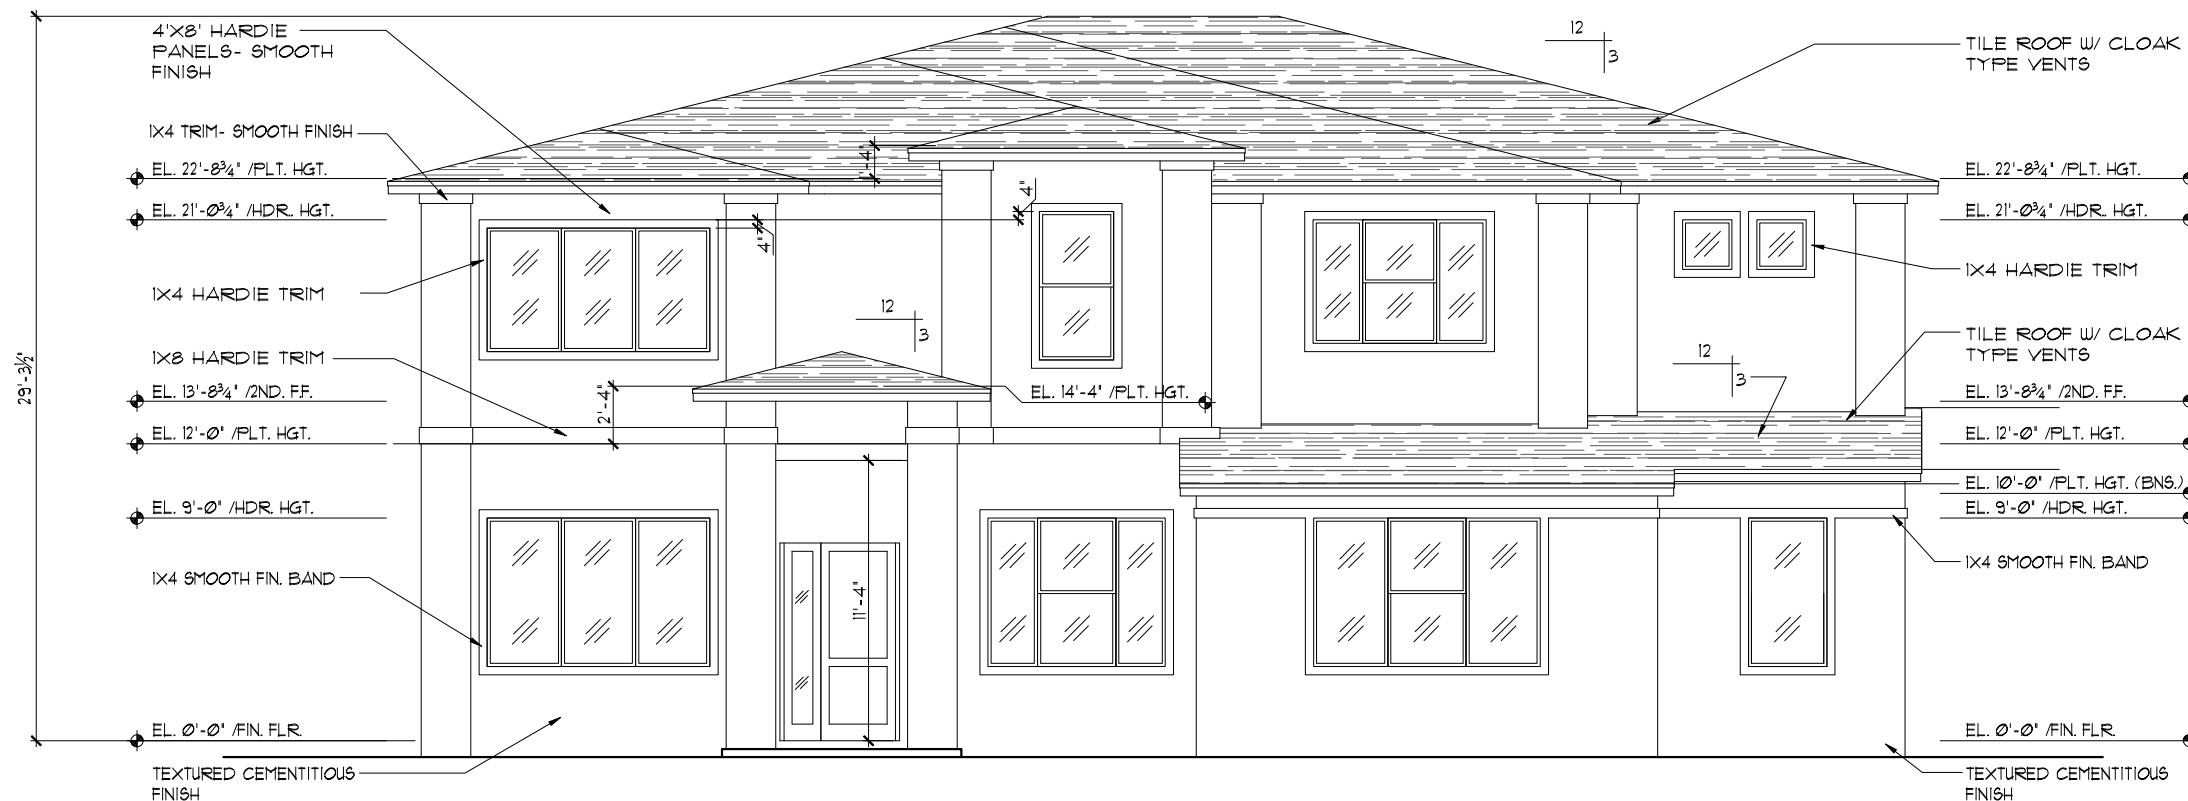 4'X8' HARDIE
PANELS- SMOOTH
FINISH
1X4 TRIM- SMOOTH FINISH
EL. 22'-8¾" /PLT. HGT.
EL. 21'-0¾" /HDR. HGT.
1X4 HARDIE TRIM
1X8 HARDIE TRIM
EL. 13'-8¾" /2ND. F.F.
EL. 12'-0" /PLT. HGT.
EL. 9'-0" /HDR. HGT.
1X4 SMOOTH FIN. BAND
EL. 0'-0" /FIN. FLR.
TEXTURED CEMENTITIOUS
FINISH
29'-3½"
1'-4"
4"
4"
12
3
2'-4"
EL. 14'-4" /PLT. HGT.
11'-4"
12
3
12
3
TILE ROOF W/ CLOAK
TYPE VENTS
EL. 22'-8¾" /PLT. HGT.
EL. 21'-0¾" /HDR. HGT.
1X4 HARDIE TRIM
TILE ROOF W/ CLOAK
TYPE VENTS
EL. 13'-8¾" /2ND. F.F.
EL. 12'-0" /PLT. HGT.
EL. 10'-0" /PLT. HGT. (BNS.)
EL. 9'-0" /HDR. HGT.
1X4 SMOOTH FIN. BAND
EL. 0'-0" /FIN. FLR.
TEXTURED CEMENTITIOUS
FINISH